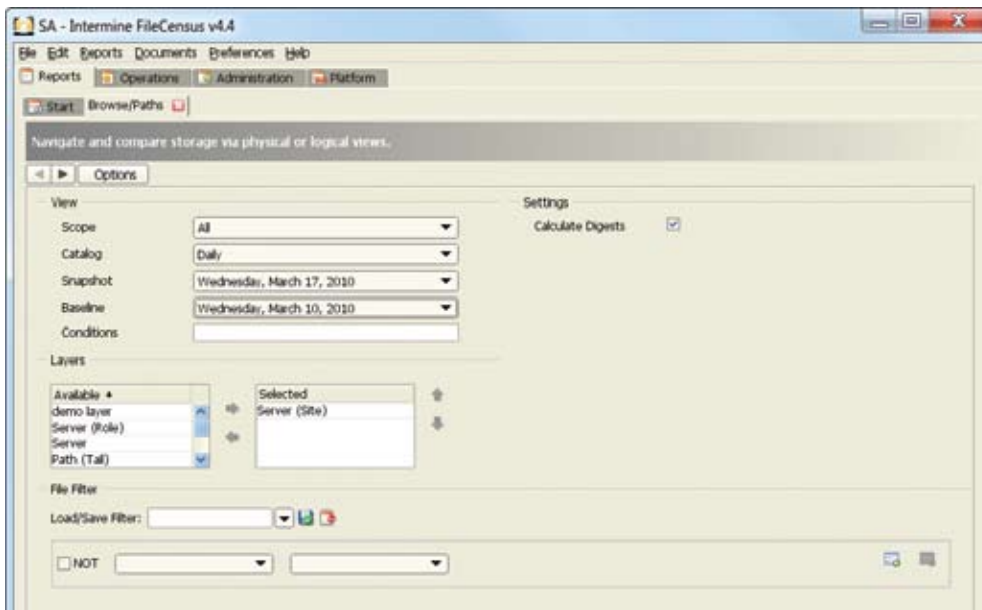 SA - Intermine FileCensus v4.4
File Edit Reports Documents Preferences Help
Reports Operations Administration Platform
Start Browse/Paths
Navigate and compare storage via physical or logical views.
Options
View
Settings
Scope All
Calculate Digests
Catalog Daily
Snapshot Wednesday, March 17, 2010
Baseline Wednesday, March 10, 2010
Conditions
Layers
Available
Selected
demo layer
Server (Site)
Server (Role)
Server
Path (Tail)
File Filter
Load/Save Filter:
NOT